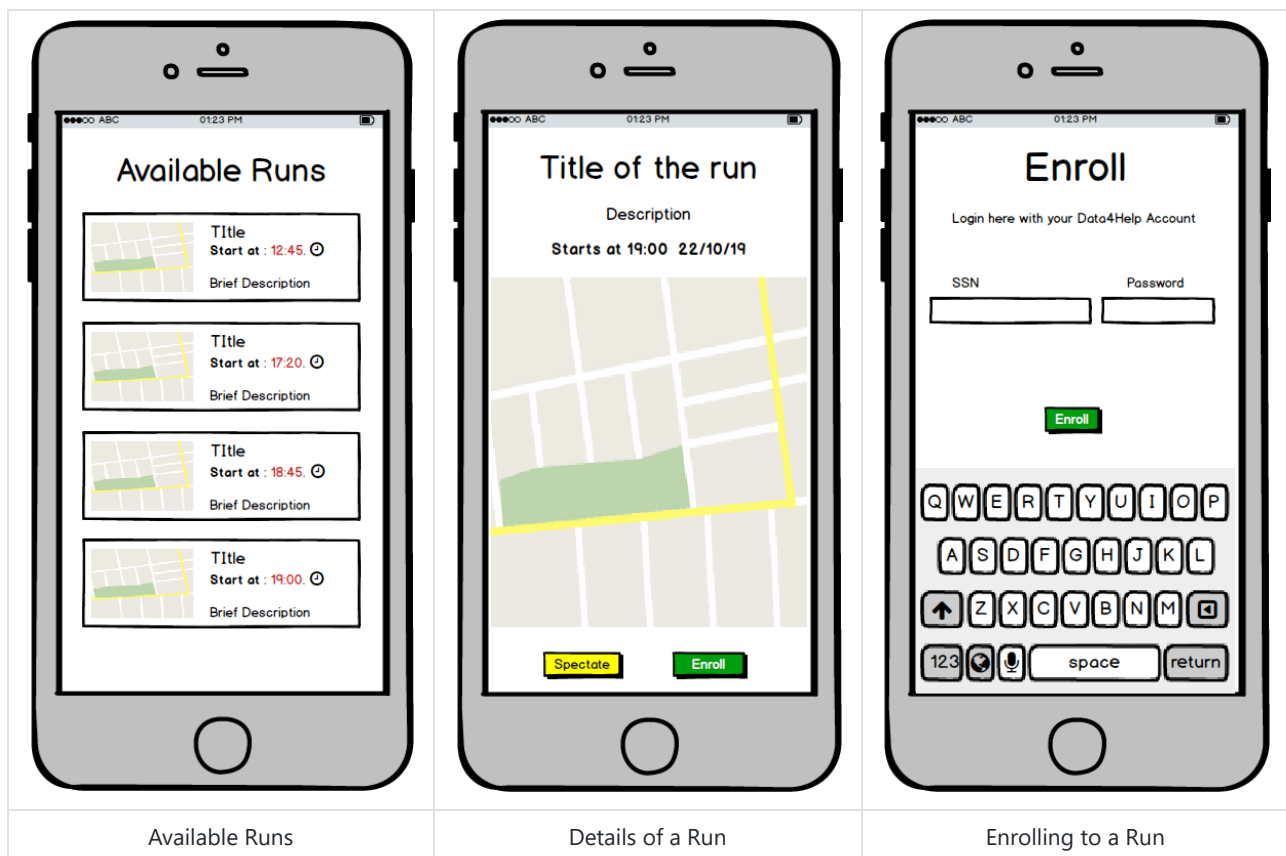 ABC 01:23 PM
Available Runs
TItle
Start at : 12:45.
Brief Description
TItle
Start at : 17:20.
Brief Description
TItle
Start at : 18:45.
Brief Description
TItle
Start at : 19:00.
Brief Description
Available Runs
ABC 01:23 PM
Title of the run
Description
Starts at 19:00 22/10/19
Spectate Enroll
Details of a Run
ABC 01:23 PM
Enroll
Login here with your Data4Help Account
SSN Password
Enroll
Q W E R T Y U I O P
A S D F G H J K L
Z X C V B N M
123 space return
Enrolling to a Run